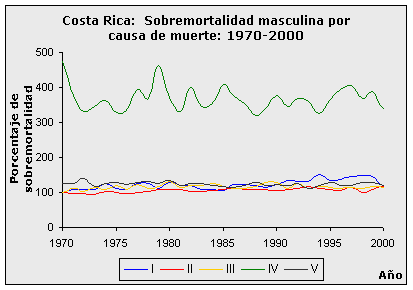 Costa Rica: Sobremortalidad masculina por
causa de muerte: 1970-2000
Porcentaje de
sobremortalidad
500
400
300
200
100
0
1970
1975
1980
1985
1990
1995
2000
Año
I
II
III
IV
V